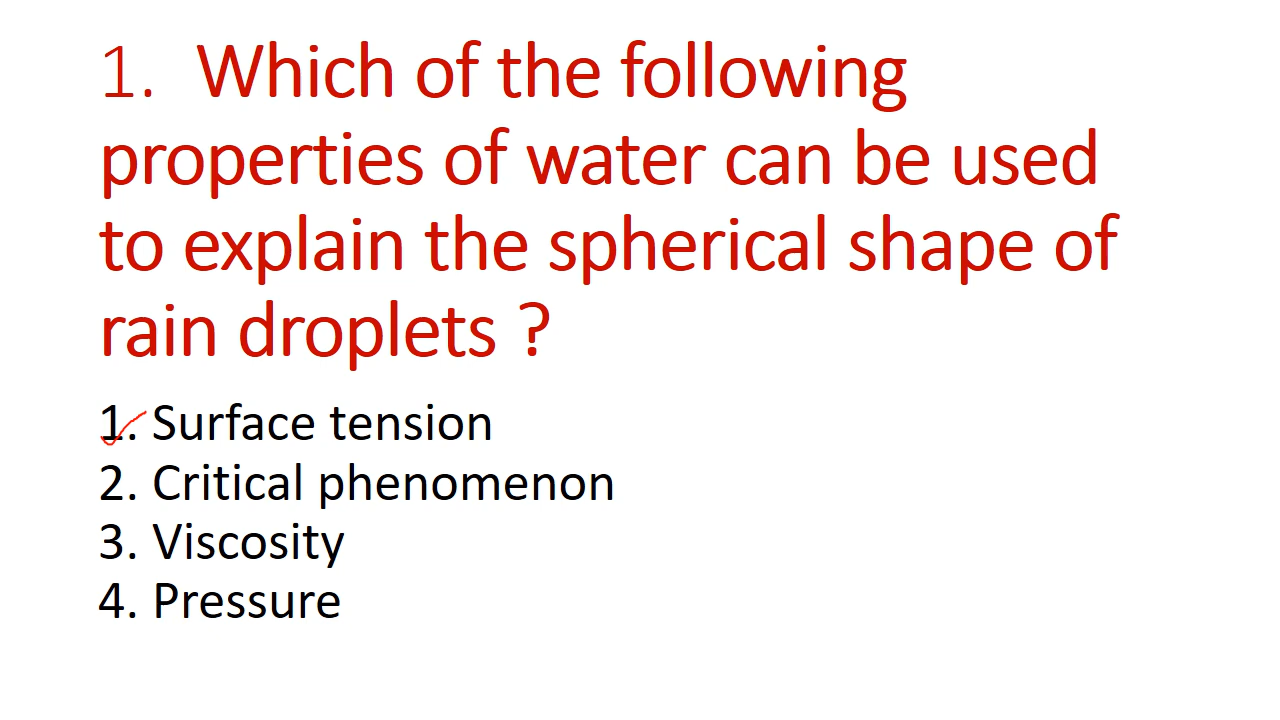 1. Which of the following
properties of water can be used
to explain the spherical shape of
rain droplets ?
1. Surface tension
2. Critical phenomenon
3. Viscosity
4. Pressure